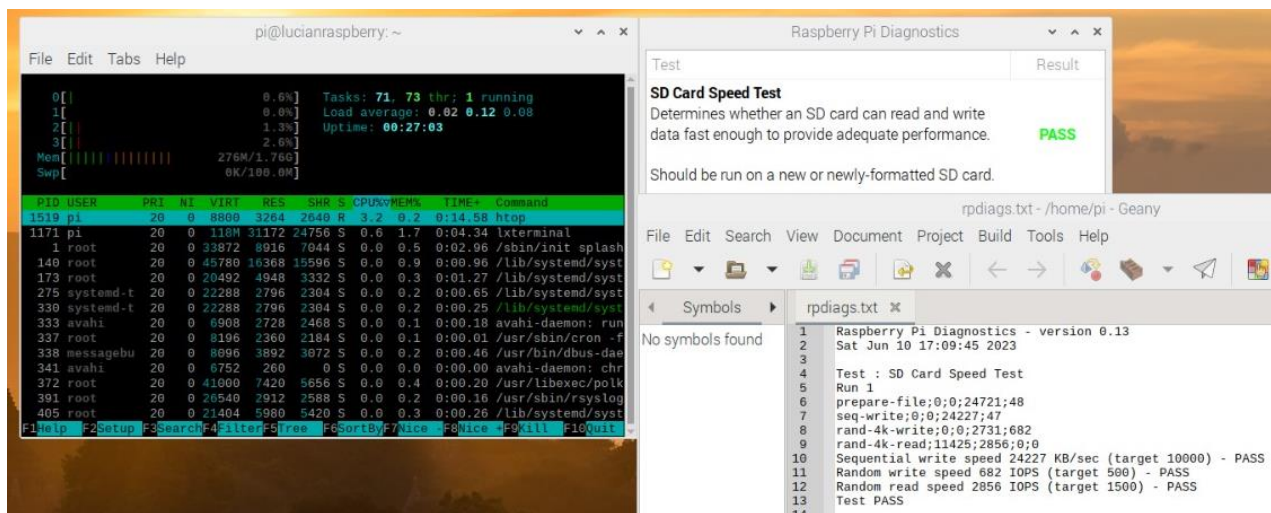 pi@lucianraspberry: ~
File Edit Tabs Help
0[| 0.6%] Tasks: 71, 73 thr; 1 running
1[ 0.0%] Load average: 0.02 0.12 0.08
2[|| 1.3%] Uptime: 00:27:03
3[|| 2.6%]
Mem[||||||||||||||| 276M/1.76G]
Swp[ 0K/100.0M]
PID USER PRI NI VIRT RES SHR S CPU%▽MEM% TIME+ Command
1519 pi 20 0 8800 3264 2640 R 3.2 0.2 0:14.58 htop
1171 pi 20 0 118M 31172 24756 S 0.6 1.7 0:04.34 lxterminal
1 root 20 0 33872 8916 7044 S 0.0 0.5 0:02.96 /sbin/init splash
140 root 20 0 45780 16368 15596 S 0.0 0.9 0:00.96 /lib/systemd/syst
173 root 20 0 20492 4948 3332 S 0.0 0.3 0:01.27 /lib/systemd/syst
275 systemd-t 20 0 22288 2796 2304 S 0.0 0.2 0:00.65 /lib/systemd/syst
330 systemd-t 20 0 22288 2796 2304 S 0.0 0.2 0:00.25 /lib/systemd/syst
333 avahi 20 0 6908 2728 2468 S 0.0 0.1 0:00.18 avahi-daemon: run
337 root 20 0 8196 2360 2184 S 0.0 0.1 0:00.01 /usr/sbin/cron -f
338 messagebu 20 0 8096 3892 3072 S 0.0 0.2 0:00.46 /usr/bin/dbus-dae
341 avahi 20 0 6752 260 0 S 0.0 0.0 0:00.00 avahi-daemon: chr
372 root 20 0 41000 7420 5656 S 0.0 0.4 0:00.20 /usr/libexec/polk
391 root 20 0 26540 2912 2588 S 0.0 0.2 0:00.16 /usr/sbin/rsyslog
405 root 20 0 21404 5980 5420 S 0.0 0.3 0:00.26 /lib/systemd/syst
F1Help F2Setup F3SearchF4FilterF5Tree F6SortByF7Nice -F8Nice +F9Kill F10Quit
Raspberry Pi Diagnostics
Test Result
SD Card Speed Test
Determines whether an SD card can read and write
data fast enough to provide adequate performance. PASS
Should be run on a new or newly-formatted SD card.
rpdiags.txt - /home/pi - Geany
File Edit Search View Document Project Build Tools Help
Symbols rpdiags.txt
No symbols found
1 Raspberry Pi Diagnostics - version 0.13
2 Sat Jun 10 17:09:45 2023
3
4 Test : SD Card Speed Test
5 Run 1
6 prepare-file;0;0;24721;48
7 seq-write;0;0;24227;47
8 rand-4k-write;0;0;2731;682
9 rand-4k-read;11425;2856;0;0
10 Sequential write speed 24227 KB/sec (target 10000) - PASS
11 Random write speed 682 IOPS (target 500) - PASS
12 Random read speed 2856 IOPS (target 1500) - PASS
13 Test PASS
14